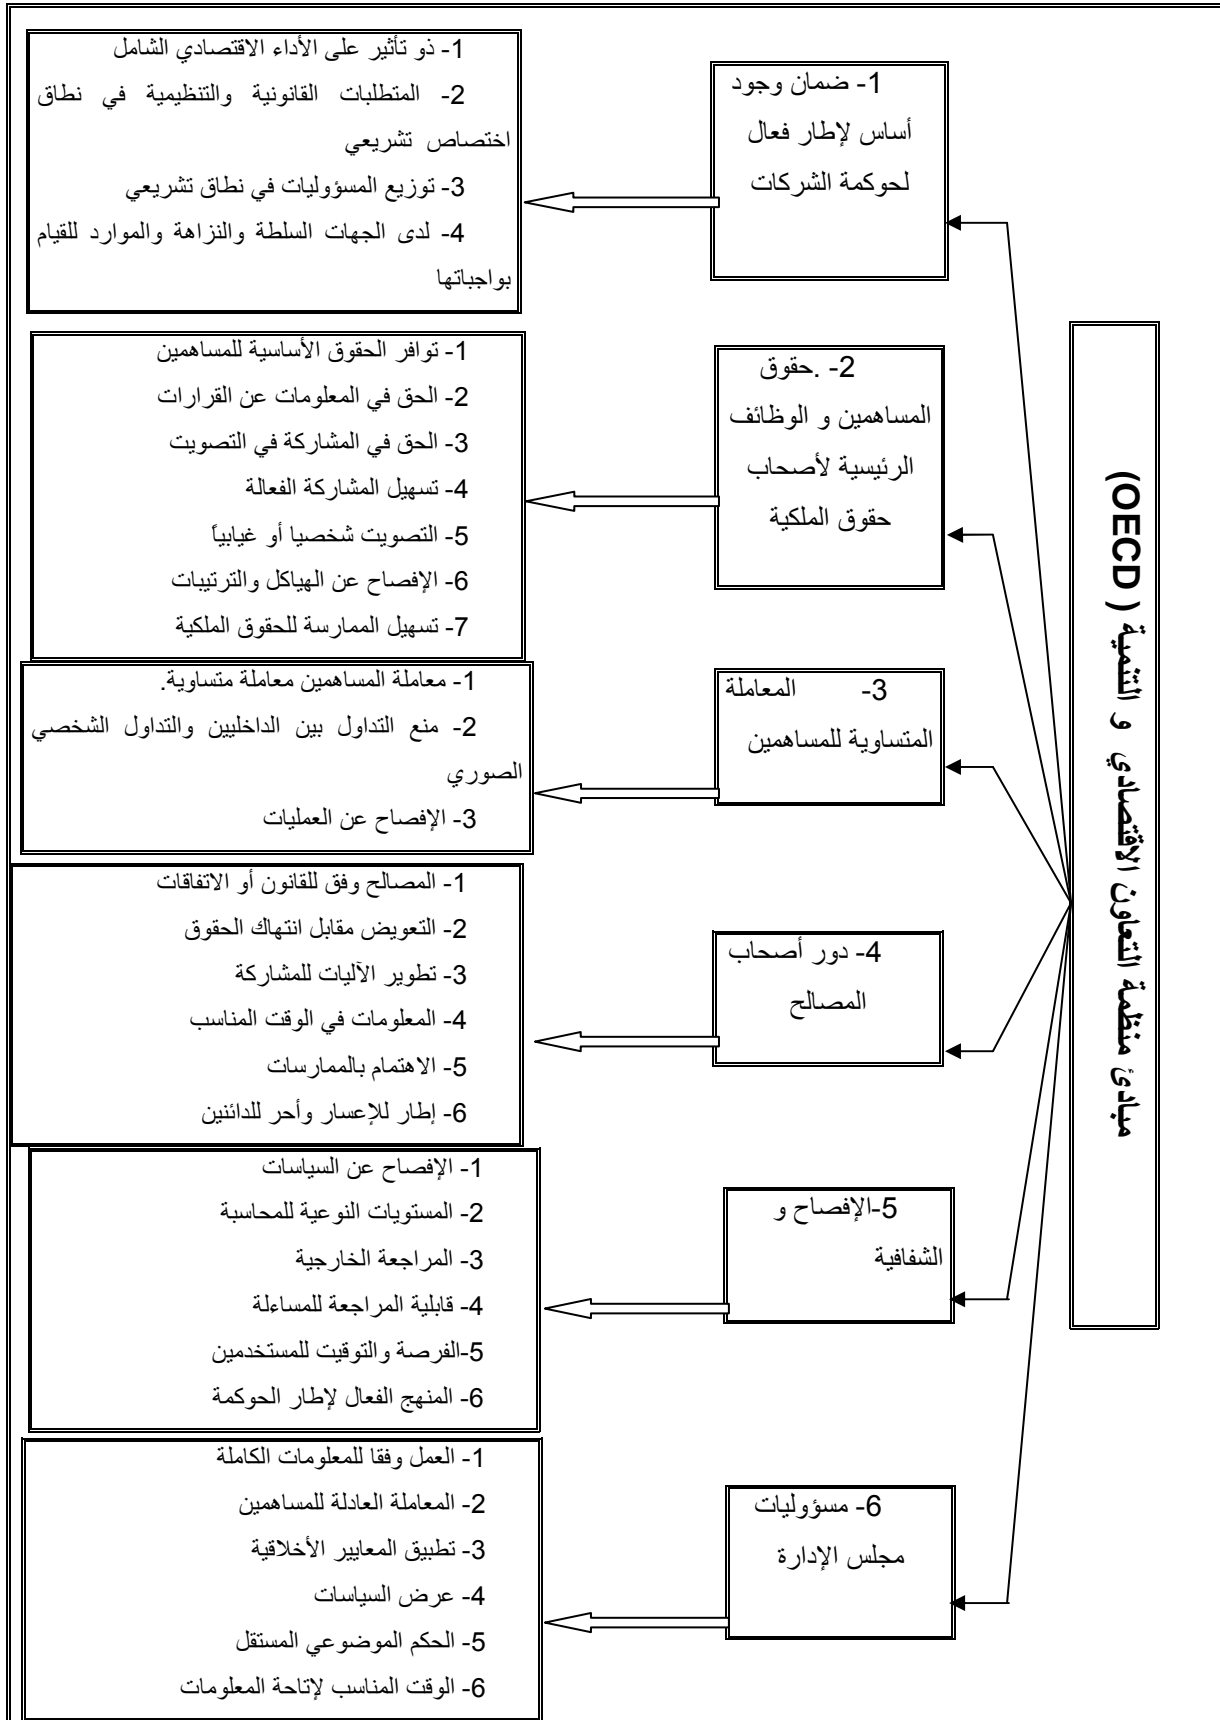 مبادئ منظمة التعاون الاقتصادي و التنمية ( OECD)
1- ضمان وجود
أساس لإطار فعال
لحوكمة الشركات
1- ذو تأثير على الأداء الاقتصادي الشامل
2- المتطلبات القانونية والتنظيمية في نطاق
اختصاص تشريعي
3- توزيع المسؤوليات في نطاق تشريعي
4- لدى الجهات السلطة والنزاهة والموارد للقيام
بواجباتها
2- .حقوق
المساهمين و الوظائف
الرئيسية لأصحاب
حقوق الملكية
1- توافر الحقوق الأساسية للمساهمين
2- الحق في المعلومات عن القرارات
3- الحق في المشاركة في التصويت
4- تسهيل المشاركة الفعالة
5- التصويت شخصيا أو غيابياً
6- الإفصاح عن الهياكل والترتيبات
7- تسهيل الممارسة للحقوق الملكية
3- المعاملة
المتساوية للمساهمين
1- معاملة المساهمين معاملة متساوية.
2- منع التداول بين الداخليين والتداول الشخصي
الصوري
3- الإفصاح عن العمليات
4- دور أصحاب
المصالح
1- المصالح وفق للقانون أو الاتفاقات
2- التعويض مقابل انتهاك الحقوق
3- تطوير الآليات للمشاركة
4- المعلومات في الوقت المناسب
5- الاهتمام بالممارسات
6- إطار للإعسار وأحر للدائنين
5-الإفصاح و
الشفافية
1- الإفصاح عن السياسات
2- المستويات النوعية للمحاسبة
3- المراجعة الخارجية
4- قابلية المراجعة للمساءلة
5-الفرصة والتوقيت للمستخدمين
6- المنهج الفعال لإطار الحوكمة
6- مسؤوليات
مجلس الإدارة
1- العمل وفقا للمعلومات الكاملة
2- المعاملة العادلة للمساهمين
3- تطبيق المعايير الأخلاقية
4- عرض السياسات
5- الحكم الموضوعي المستقل
6- الوقت المناسب لإتاحة المعلومات